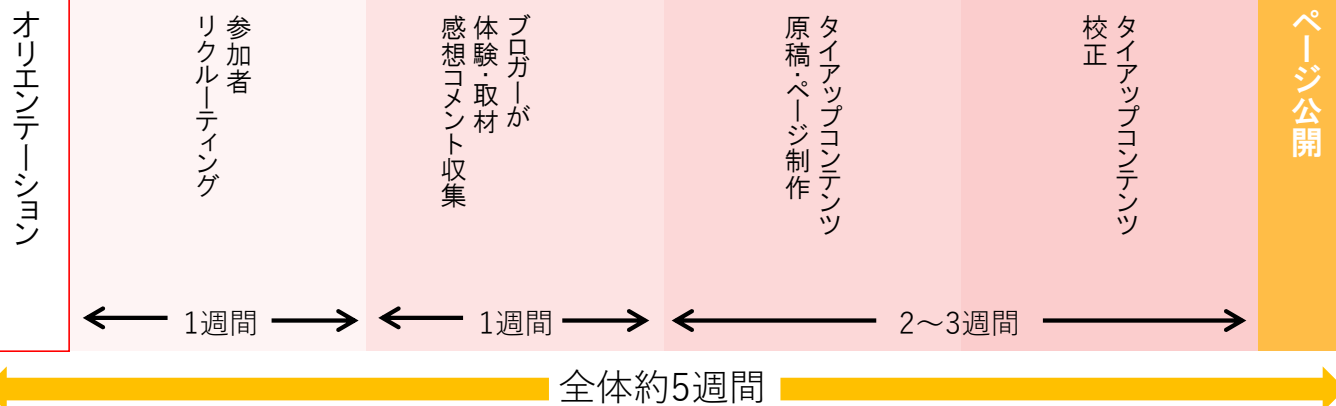 オリエンテーション
参加者
リクルーティング
ブロガーが
体験・取材
感想コメント収集
タイアップコンテンツ
原稿・ページ制作
タイアップコンテンツ
校正
ページ公開
1週間
1週間
2～3週間
全体約5週間